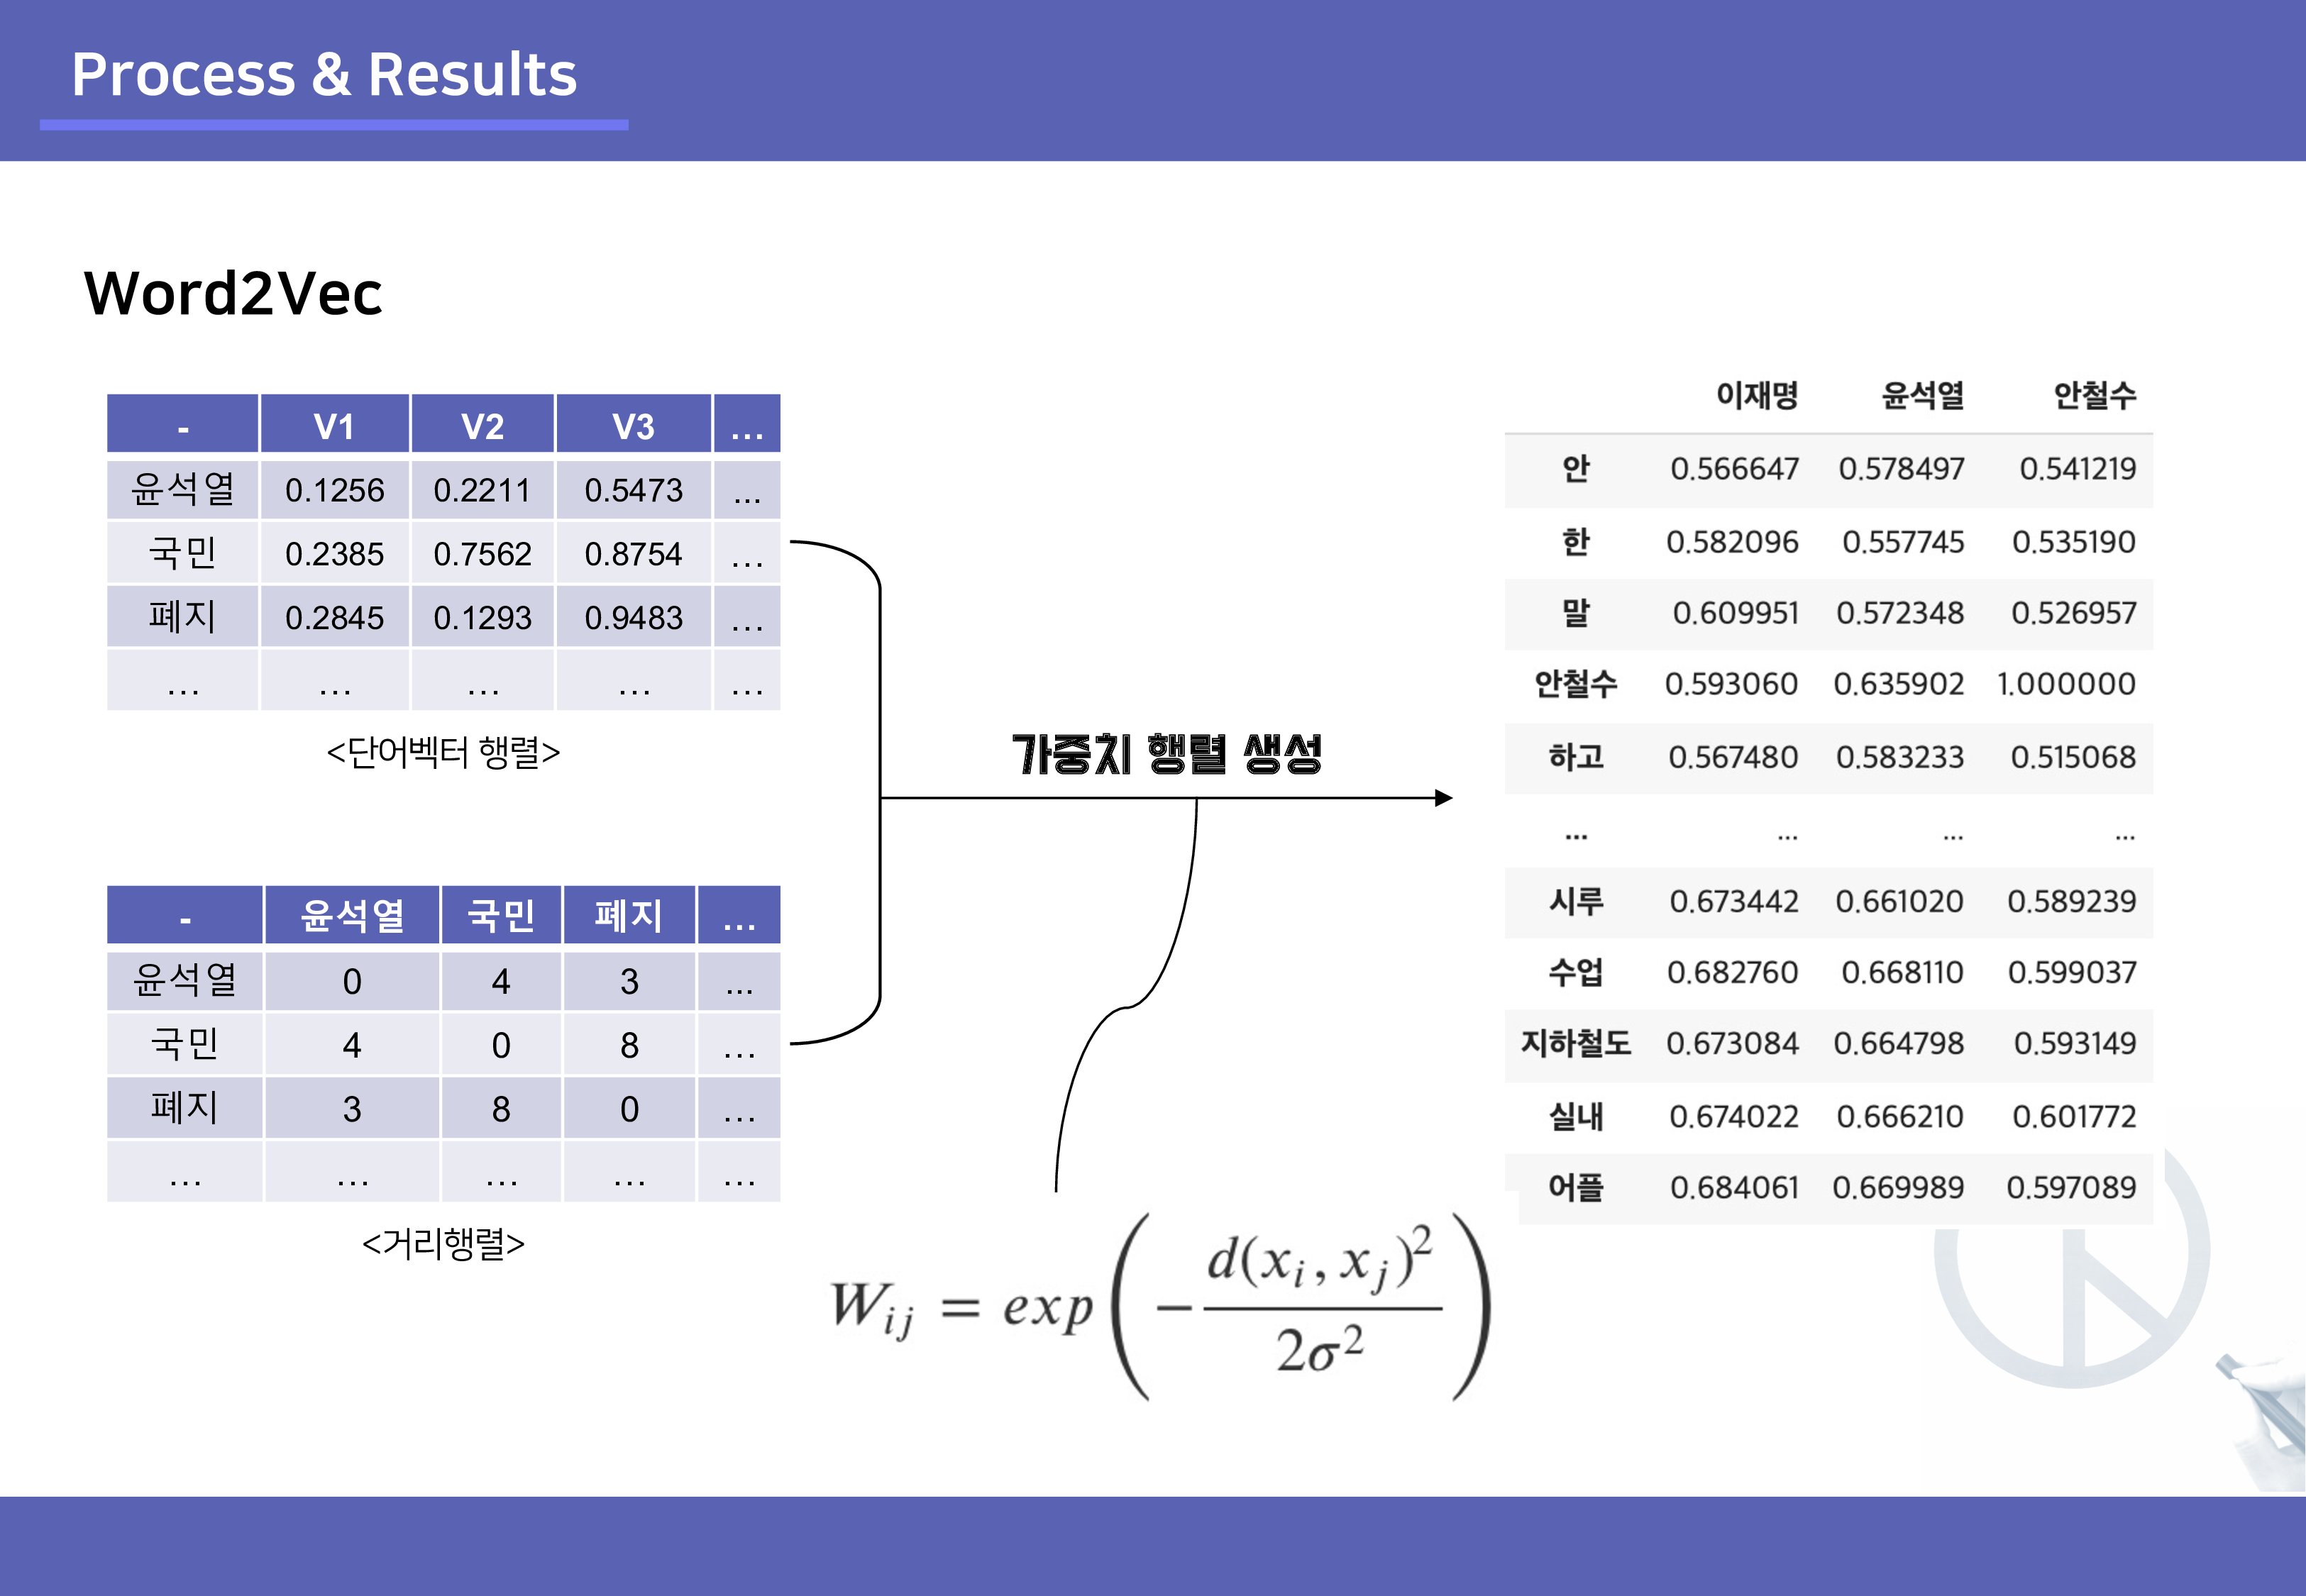 Process & Results
Word2Vec
- V1 V2 V3 ...
윤석열 0.1256 0.2211 0.5473 ...
국민 0.2385 0.7562 0.8754 ...
폐지 0.2845 0.1293 0.9483 ...
... ... ... ... ...
<단어벡터 행렬>
- 윤석열 국민 폐지 ...
윤석열 0 4 3 ...
국민 4 0 8 ...
폐지 3 8 0 ...
... ... ... ... ...
<거리행렬>
가중치 행렬 생성
W_{ij} = exp(-\frac{d(x_i, x_j)^2}{2σ^2})
이재명 윤석열 안철수
안 0.566647 0.578497 0.541219
한 0.582096 0.557745 0.535190
말 0.609951 0.572348 0.526957
안철수 0.593060 0.635902 1.000000
하고 0.567480 0.583233 0.515068
... ... ... ...
시루 0.673442 0.661020 0.589239
수업 0.682760 0.668110 0.599037
지하철도 0.673084 0.664798 0.593149
실내 0.674022 0.666210 0.601772
어플 0.684061 0.669989 0.597089